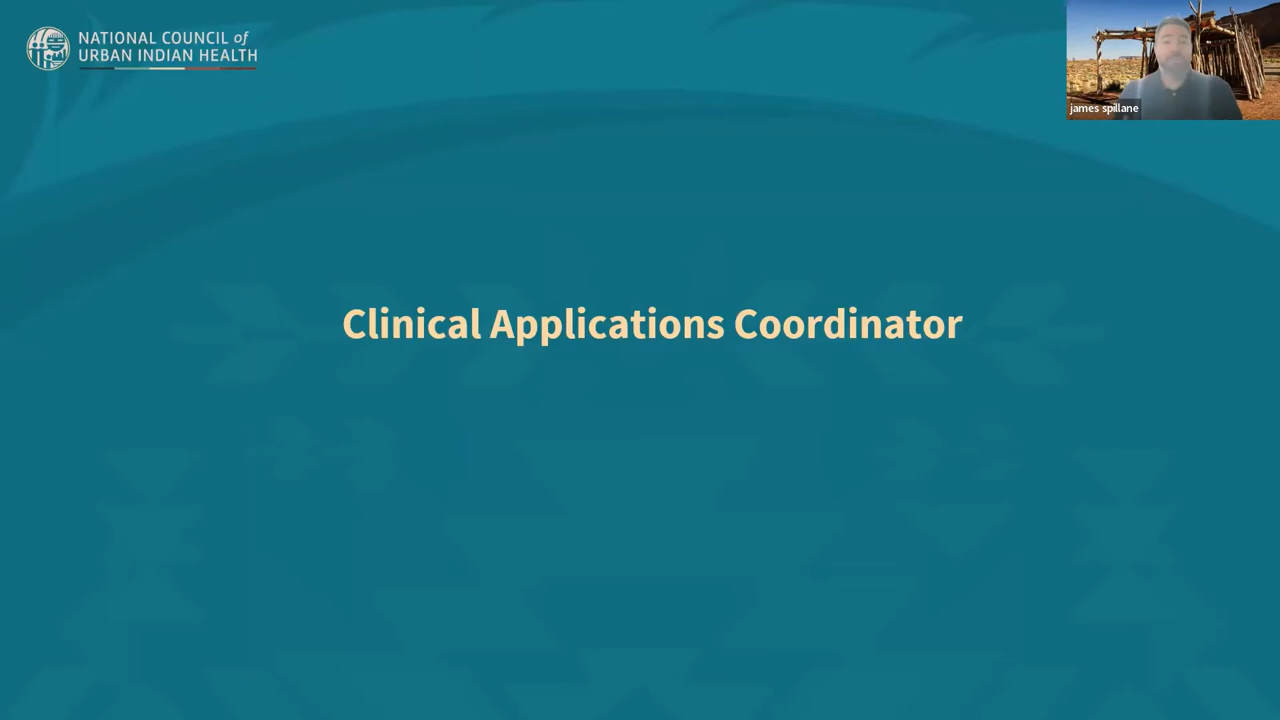 NATIONAL COUNCIL of
URBAN INDIAN HEALTH
james spillane
Clinical Applications Coordinator